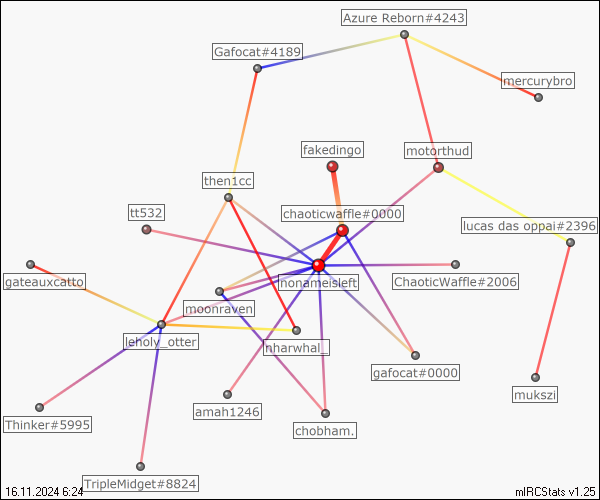 Azure Reborn#4243
Gafocat#4189
mercurybro
fakedingo
motorthud
then1cc
tt532
chaoticwaffle#0000
lucas das oppai#2396
gateauxcatto
nonameisleft
ChaoticWaffle#2006
moonraven
leholy_otter
nharwhal_
gafocat#0000
mukszi
amah1246
Thinker#5995
chobham.
TripleMidget#8824
16.11.2024 6:24
mIRCStats v1.25